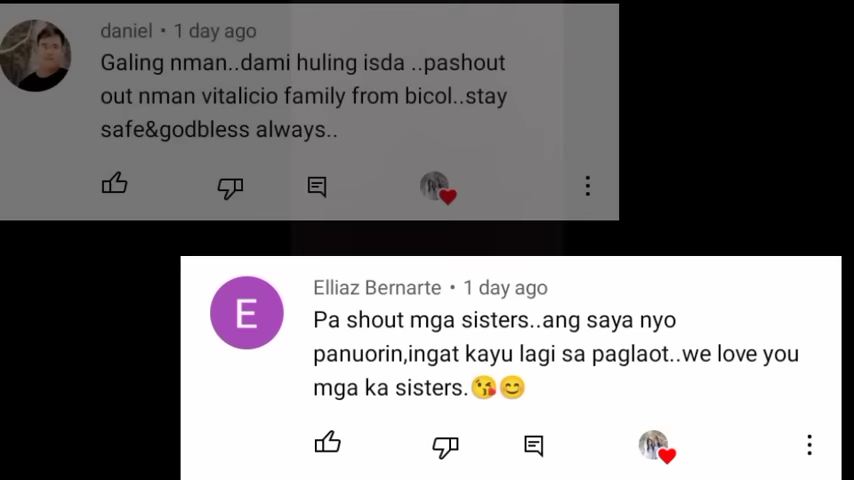 daniel • 1 day ago
Galing nman..dami huling isda ..pashout
out nman vitalicio family from bicol..stay
safe&godbless always..
E
Elliaz Bernarte • 1 day ago
Pa shout mga sisters..ang saya nyo
panuorin,ingat kayu lagi sa paglaot..we love you
mga ka sisters.😘😊